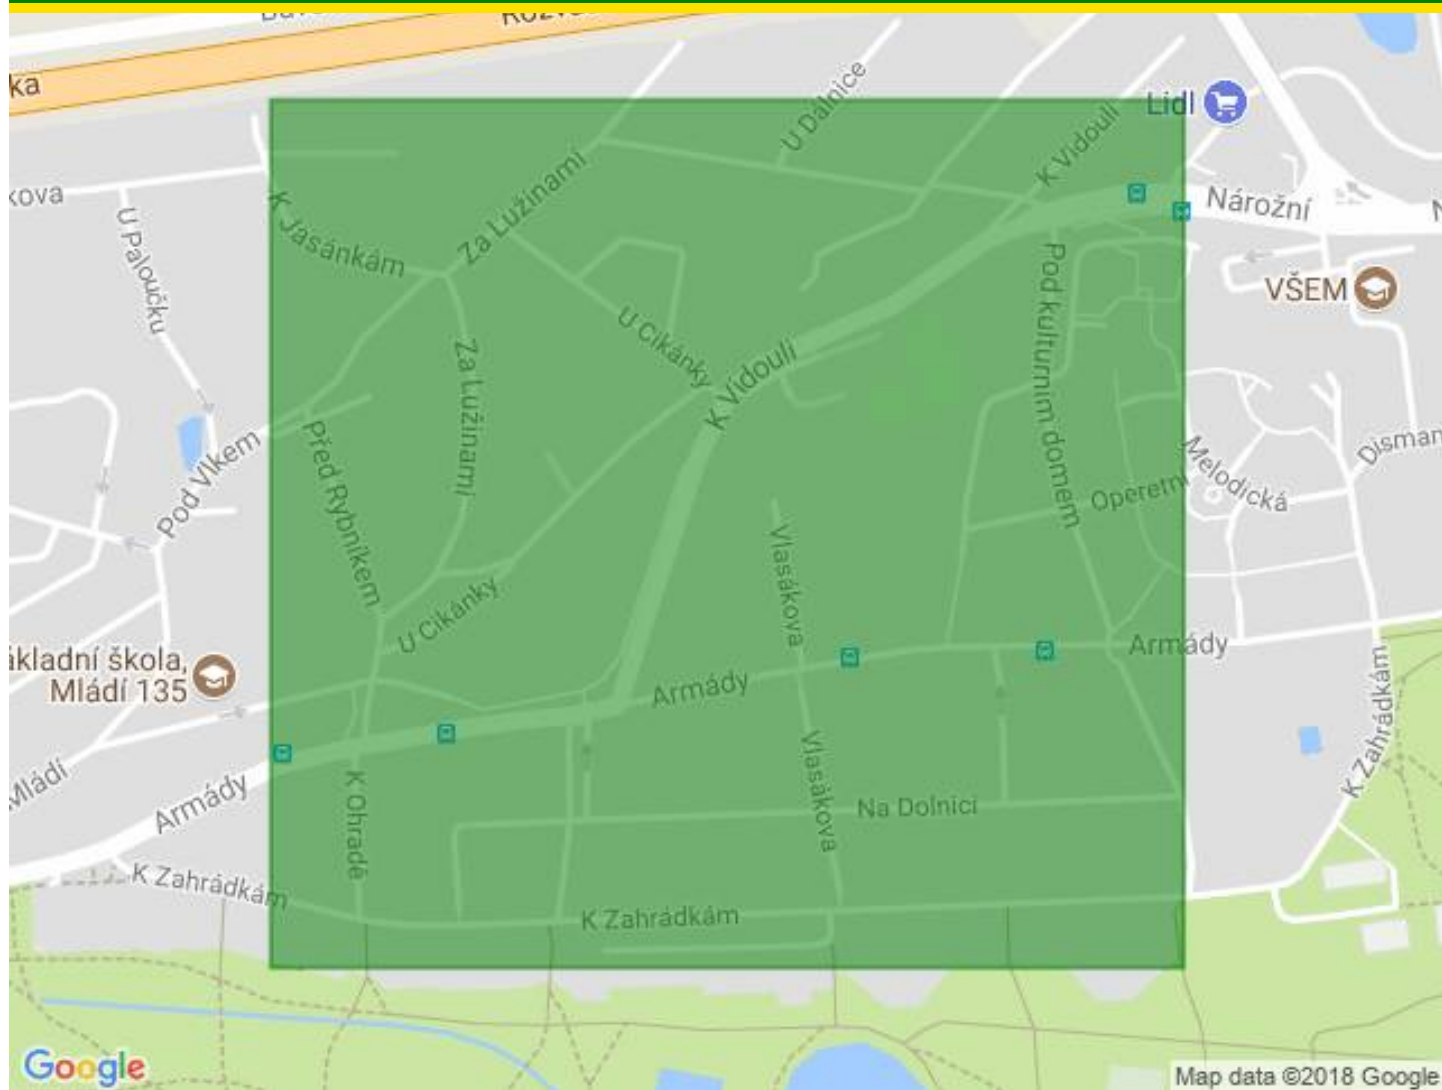 ka
Lidl
U Dálnice
K Vidouli
kova
Nárožní
U Paloučku
K Jasánkám
Za Lužinami
VŠEM
Pod kulturním domem
U Cikánky
K Vidouli
Za Lužinami
Pod Vlkem
Před Rybníkem
Melodická
Disman
Operetní
Vlasákova
U Cikánky
Armády
ákladní škola,
Mládí 135
Armády
K Zahrádkám
Mládí
Armády
K Ohradě
Vlasákova
Na Dolnici
K Zahrádkám
K Zahrádkám
Google
Map data ©2018 Google